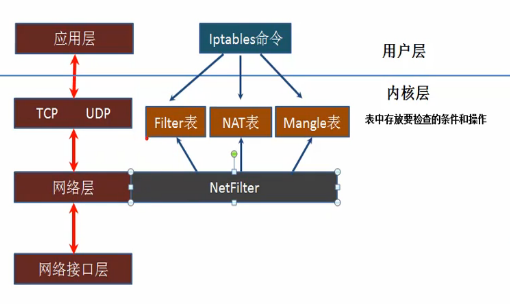 应用层
Iptables命令
用户层
内核层
TCP UDP
Filter表
NAT表
Mangle表
表中存放要检查的条件和操作
网络层
NetFilter
网络接口层